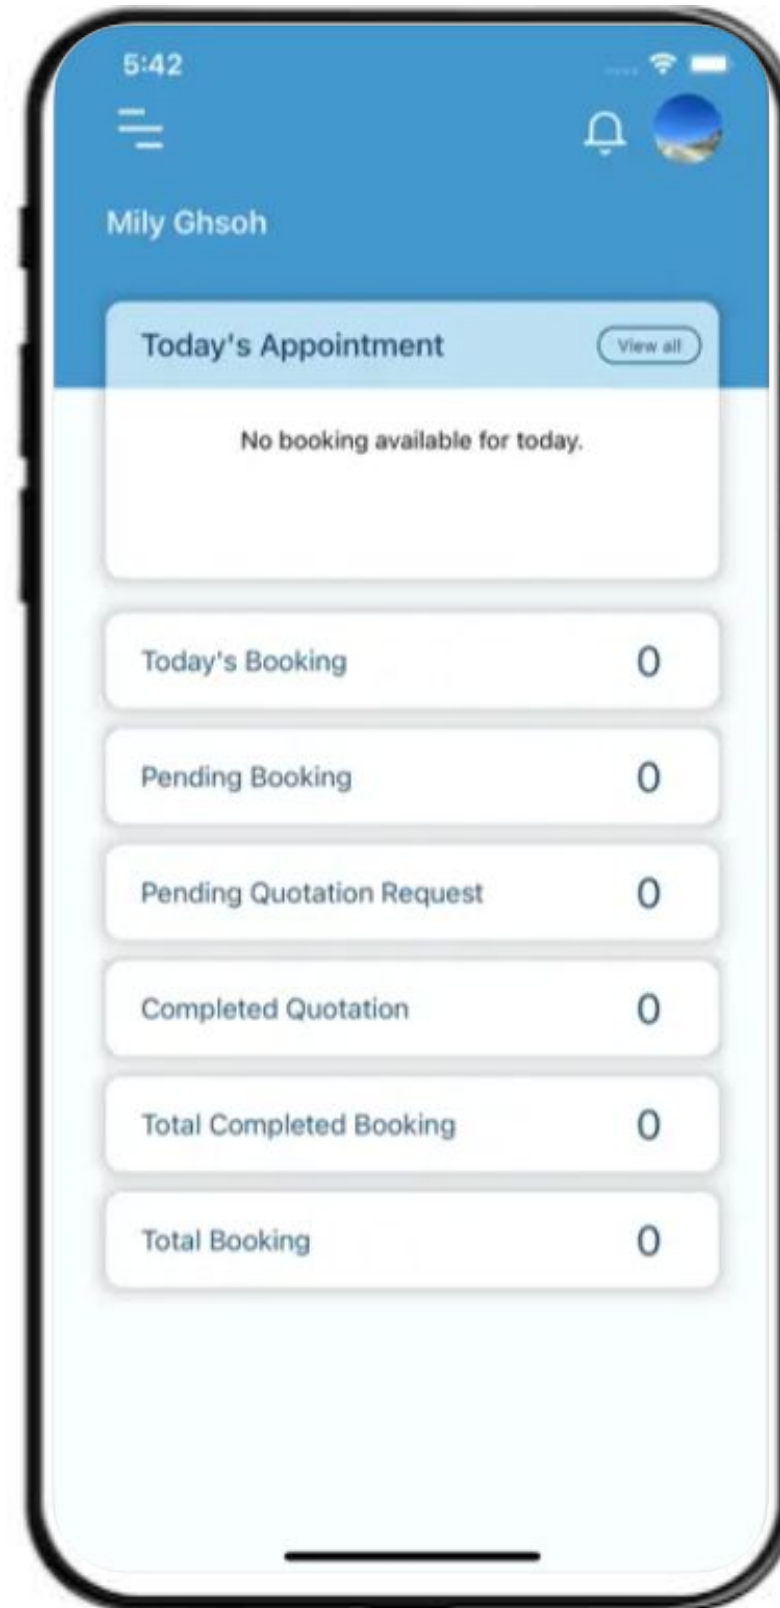 5:42
Mily Ghsoh
Today's Appointment
View all
No booking available for today.
Today's Booking 0
Pending Booking 0
Pending Quotation Request 0
Completed Quotation 0
Total Completed Booking 0
Total Booking 0